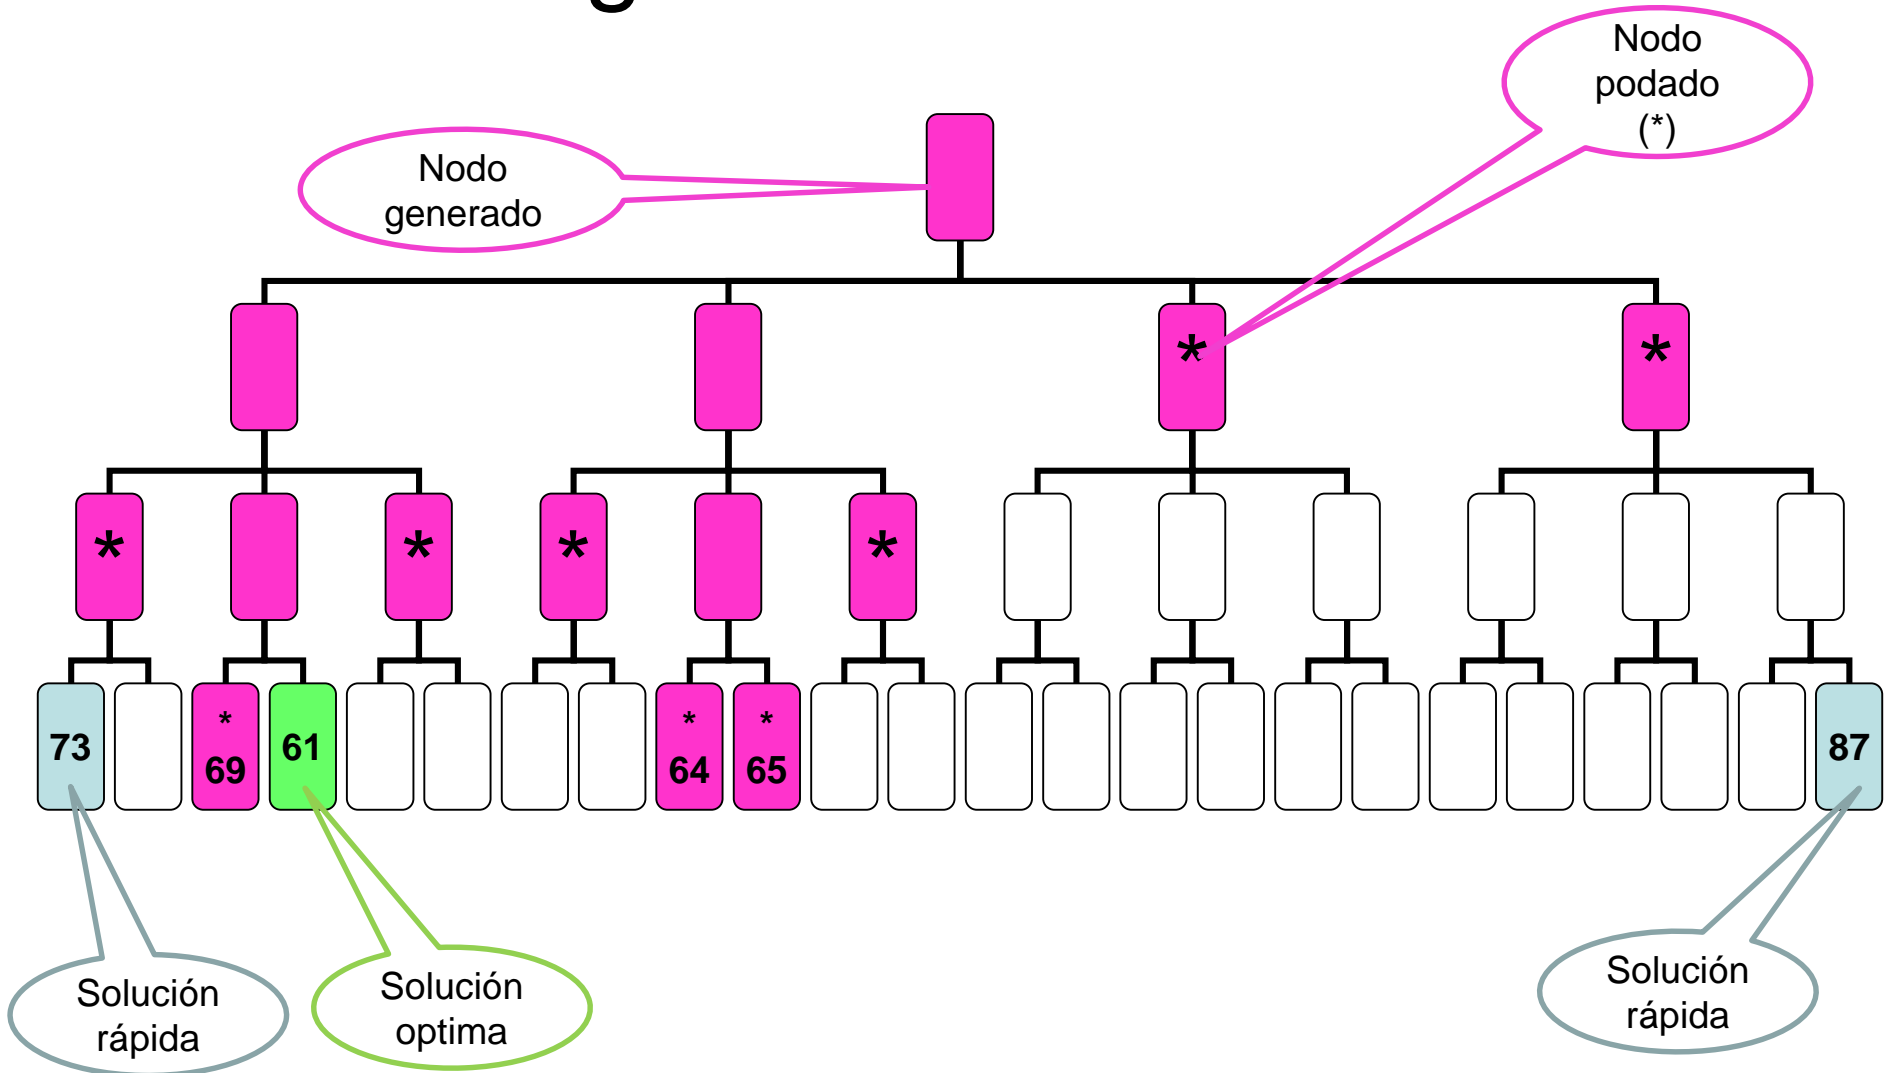 g
Nodo
podado
(*)
Nodo
generado
*
*
*
*
*
*
*
*
*
73
69
61
64
65
87
Solución
rápida
Solución
optima
Solución
rápida